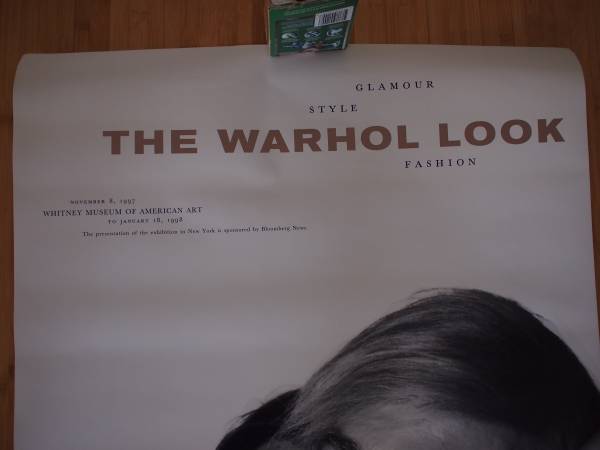 GLAMOUR
STYLE
THE WARHOL LOOK
FASHION
NOVEMBER 8, 1997
WHITNEY MUSEUM OF AMERICAN ART
TO JANUARY 18, 1998
The presentation of the exhibition in New York is sponsored by Bloomberg News.